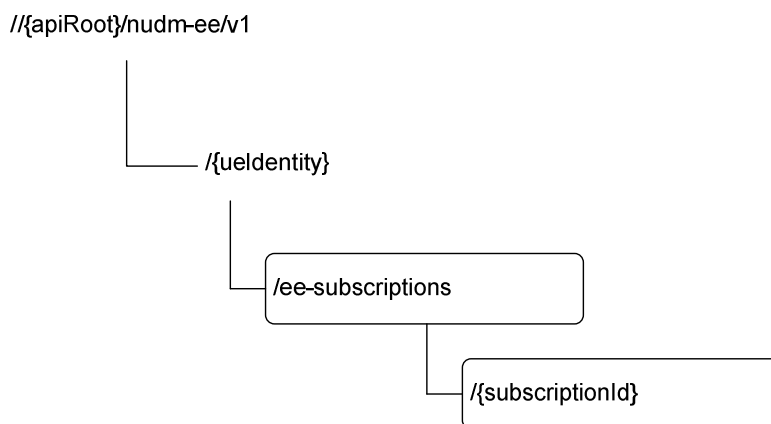 //{apiRoot}/nudm-ee/v1
/{ueIdentity}
/ee-subscriptions
/{subscriptionId}